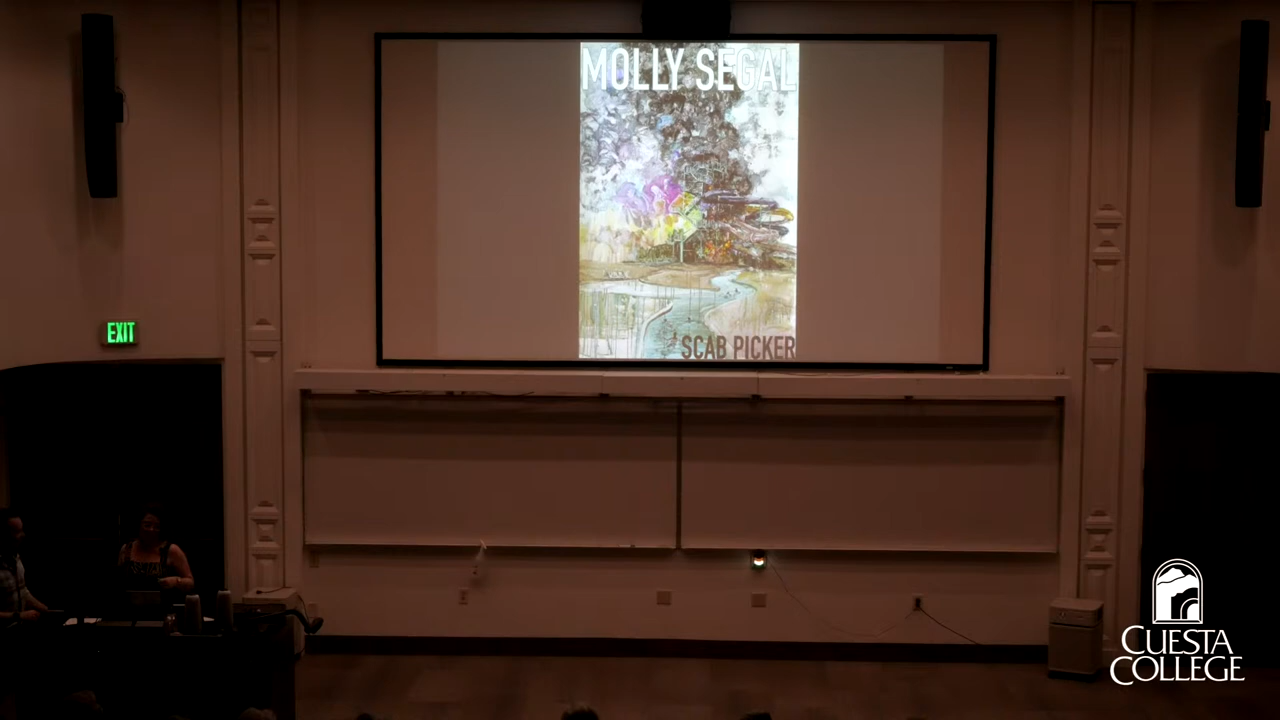 MOLLY SEGAL
SCAB PICKER
EXIT
CUESTA
COLLEGE